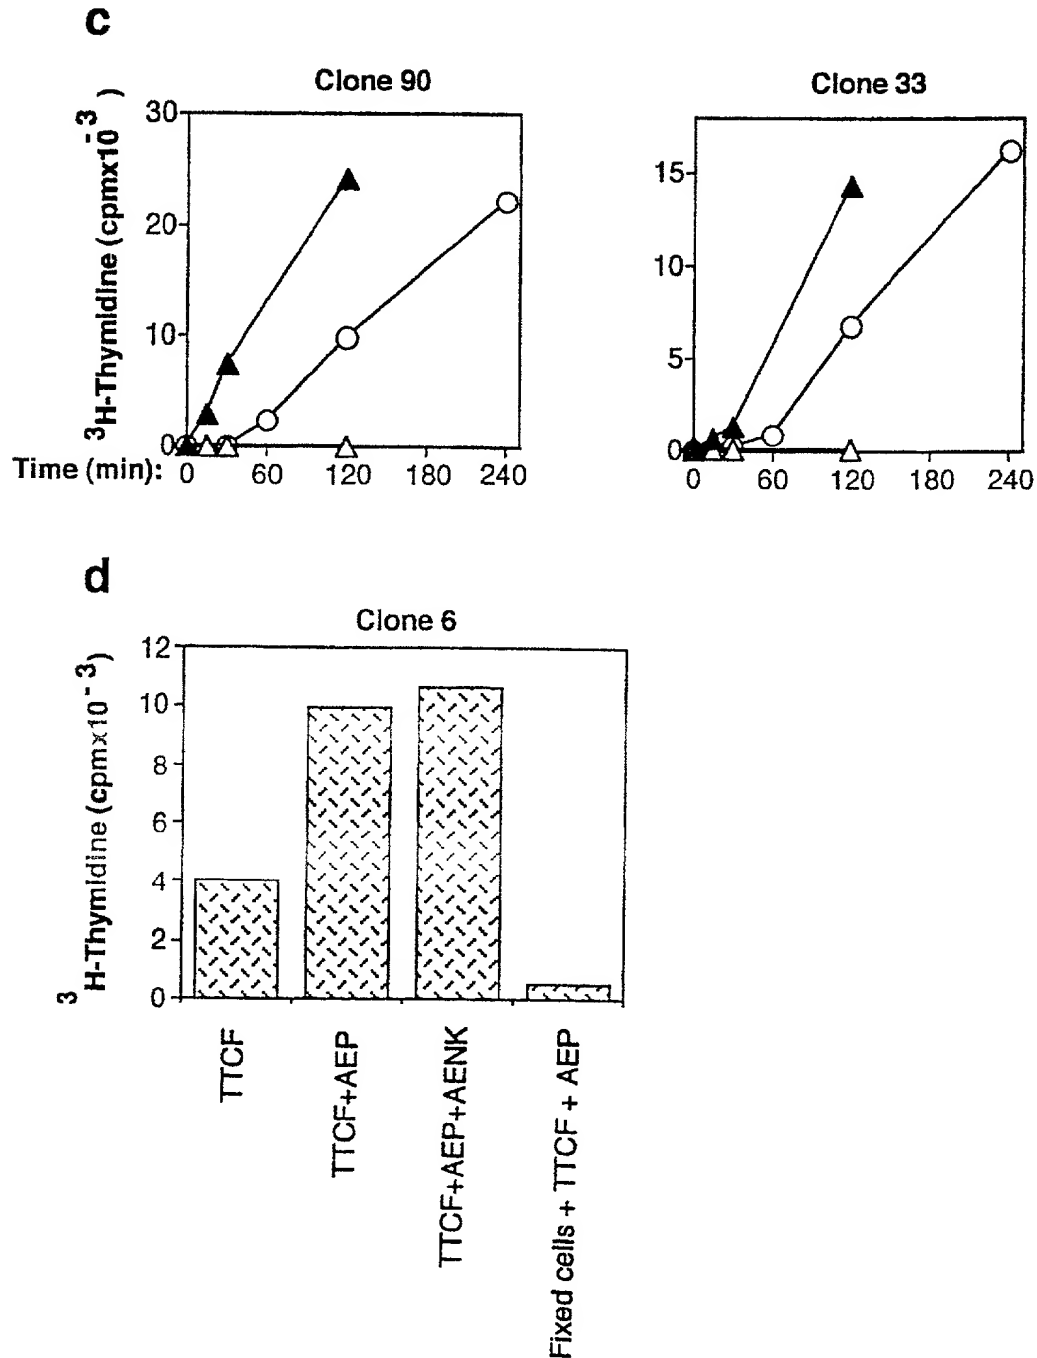 c
Clone 90
Clone 33
3H-Thymidine (cpmx10-3)
30
20
10
0
15
10
5
0
Time (min): 0 60 120 180 240
0 60 120 180 240
d
Clone 6
3 H-Thymidine (cpmx10-3)
12
10
8
6
4
2
0
TTCF
TTCF+AEP
TTCF+AEP+AENK
Fixed cells + TTCF + AEP